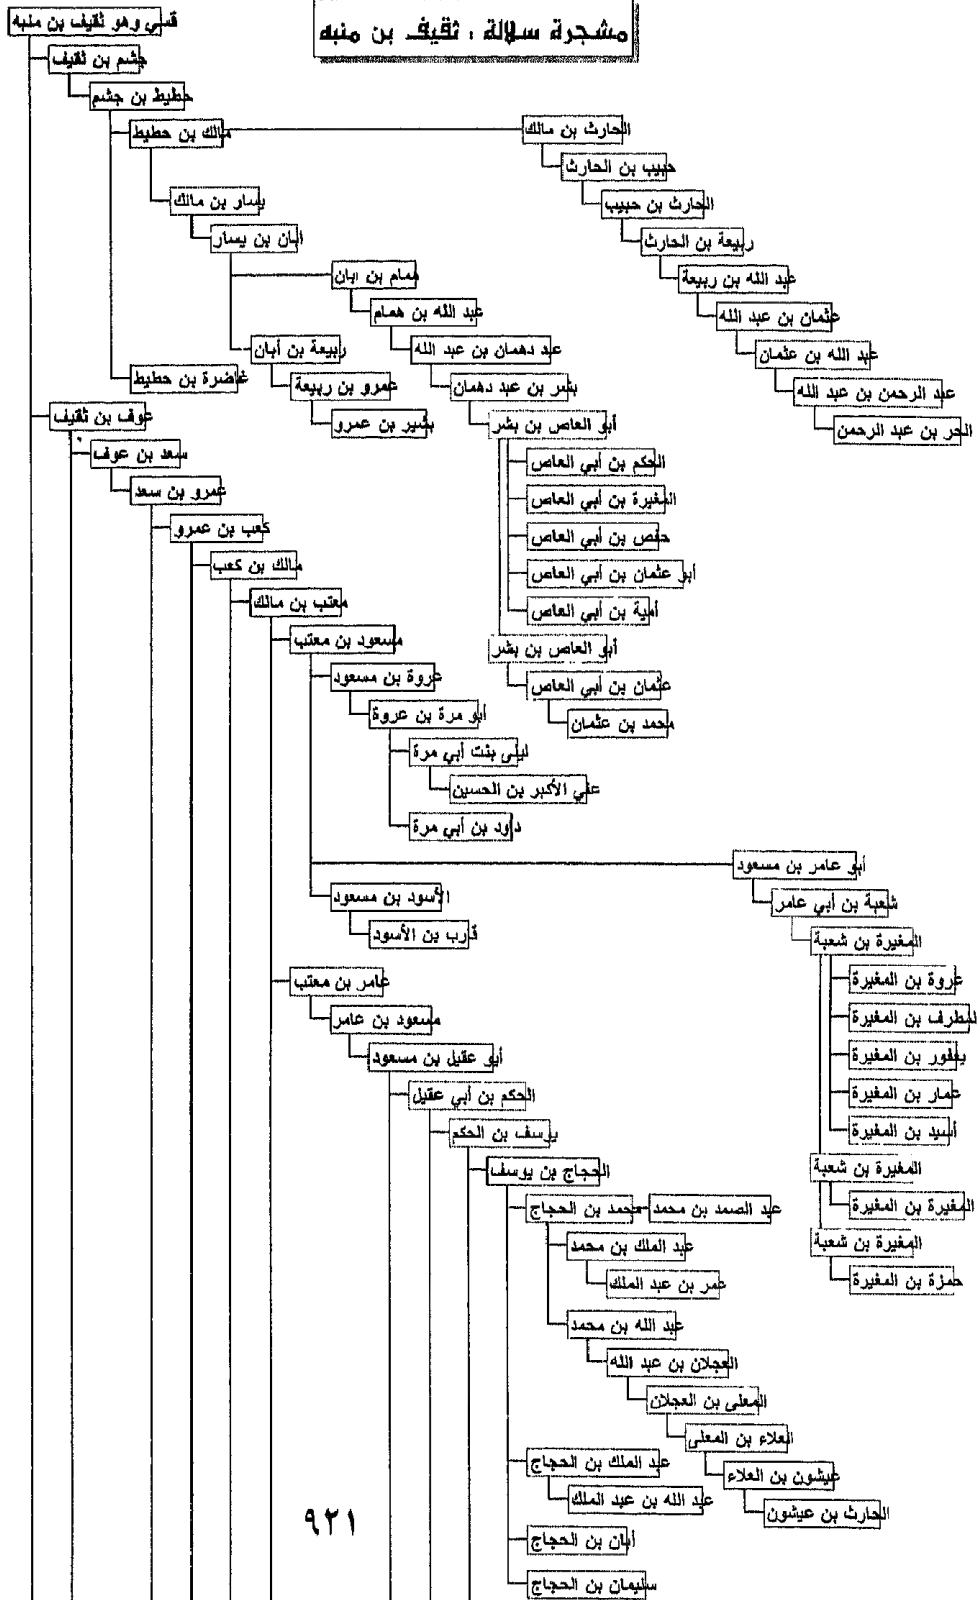 مشجرة سلالة : ثقيف بن منبه
قسي وهو ثقيف بن منبه
جشم بن ثقيف
حطيط بن جشم
مالك بن حطيط
الحارث بن مالك
حبيب بن الحارث
يسار بن مالك
الحارث بن حبيب
ابان بن يسار
ربيعة بن الحارث
همام بن ابان
عبد الله بن ربيعة
عبد الله بن همام
عثمان بن عبد الله
ربيعة بن أبان
عبد دهمان بن عبد الله
عبد الله بن عثمان
غاضرة بن حطيط
عمرو بن ربيعة
بشر بن عبد دهمان
عبد الرحمن بن عبد الله
عوف بن ثقيف
بشير بن عمرو
أبو العاص بن بشر
الحر بن عبد الرحمن
سعد بن عوف
الحكم بن أبي العاص
عمرو بن سعد
المغيرة بن أبي العاص
كعب بن عمرو
حفص بن أبي العاص
مالك بن كعب
أبو عثمان بن أبي العاص
معتب بن مالك
أمية بن أبي العاص
مسعود بن معتب
أبو العاص بن بشر
عروة بن مسعود
عثمان بن أبي العاص
أبو مرة بن عروة
محمد بن عثمان
ليلى بنت أبي مرة
علي الأكبر بن الحسين
داود بن أبي مرة
أبو عامر بن مسعود
الأسود بن مسعود
شعبة بن أبي عامر
قارب بن الأسود
المغيرة بن شعبة
عامر بن معتب
عروة بن المغيرة
مسعود بن عامر
المطرف بن المغيرة
أبو عقيل بن مسعود
يعفور بن المغيرة
الحكم بن أبي عقيل
عمار بن المغيرة
يوسف بن الحكم
أسيد بن المغيرة
الحجاج بن يوسف
المغيرة بن شعبة
محمد بن الحجاج
عبد الصمد بن محمد
المغيرة بن المغيرة
عبد الملك بن محمد
المغيرة بن شعبة
عمر بن عبد الملك
حمزة بن المغيرة
عبد الله بن محمد
العجلان بن عبد الله
المعلى بن العجلان
العلاء بن المعلى
عبد الملك بن الحجاج
عيشون بن العلاء
عبد الله بن عبد الملك
الحارث بن عيشون
أبان بن الحجاج
سليمان بن الحجاج
٩٢١